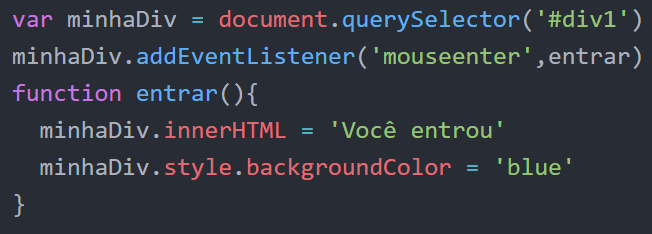 var minhaDiv = document.querySelector('#div1')
minhaDiv.addEventListener('mouseenter',entrar)
function entrar(){
  minhaDiv.innerHTML = 'Você entrou'
  minhaDiv.style.backgroundColor = 'blue'
}